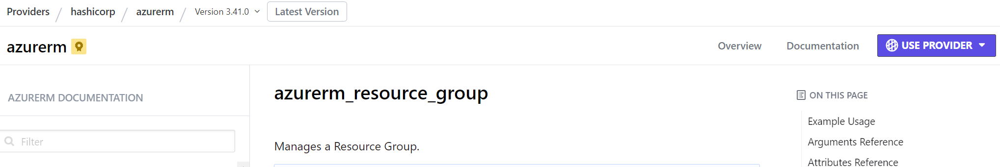 Providers / hashicorp / azurerm / Version 3.41.0 Latest Version
azurerm Overview Documentation USE PROVIDER
AZURERM DOCUMENTATION
Filter
azurerm_resource_group
Manages a Resource Group.
ON THIS PAGE
Example Usage
Arguments Reference
Attributes Reference